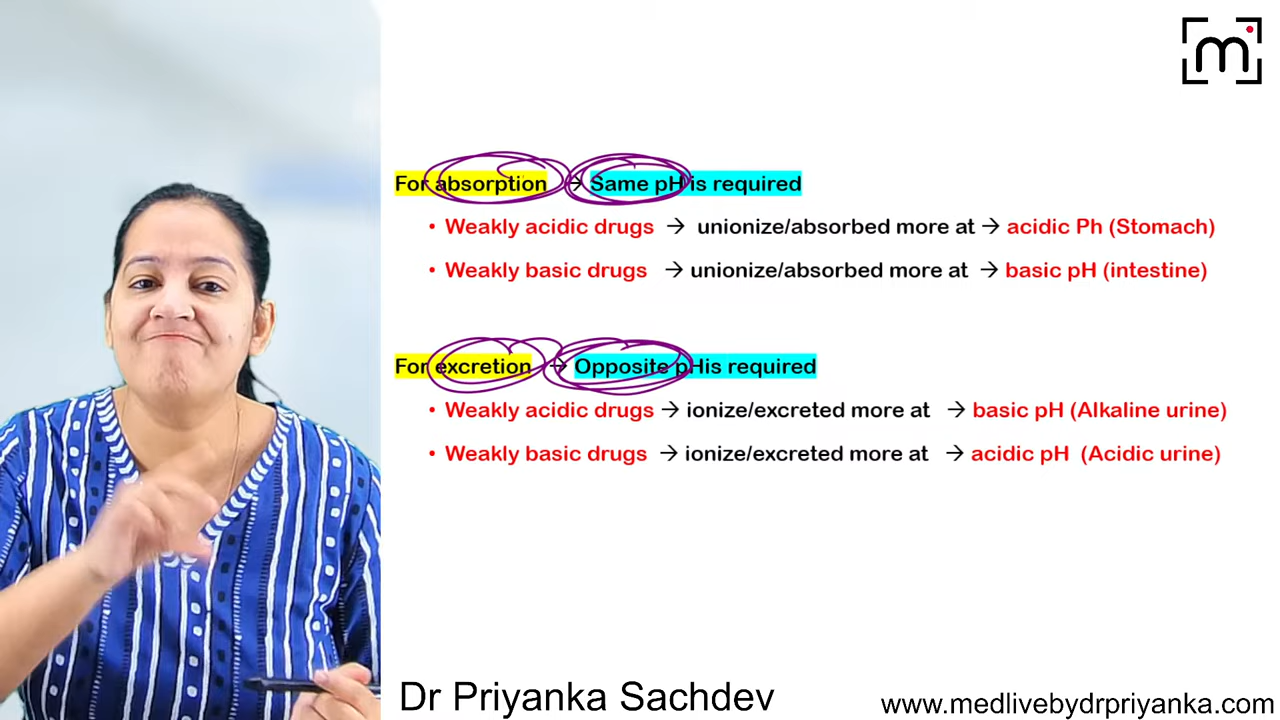 m
For absorption → Same pH is required
• Weakly acidic drugs → unionize/absorbed more at → acidic Ph (Stomach)
• Weakly basic drugs → unionize/absorbed more at → basic pH (intestine)
For excretion → Opposite pHis required
• Weakly acidic drugs → ionize/excreted more at → basic pH (Alkaline urine)
• Weakly basic drugs → ionize/excreted more at → acidic pH (Acidic urine)
Dr Priyanka Sachdev
www.medlivebydrpriyanka.com